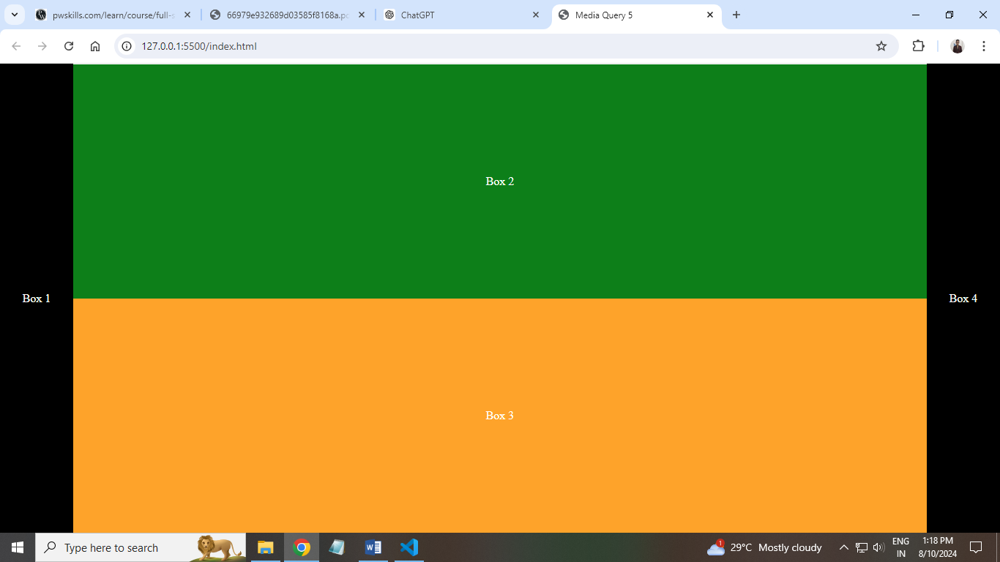 pwskills.com/learn/course/full-s
66979e932689d03585f8168a.pd
ChatGPT
Media Query 5
127.0.0.1:5500/index.html
Box 2
Box 1
Box 4
Box 3
Type here to search
1
29°C Mostly cloudy
ENG
IN
1:18 PM
8/10/2024